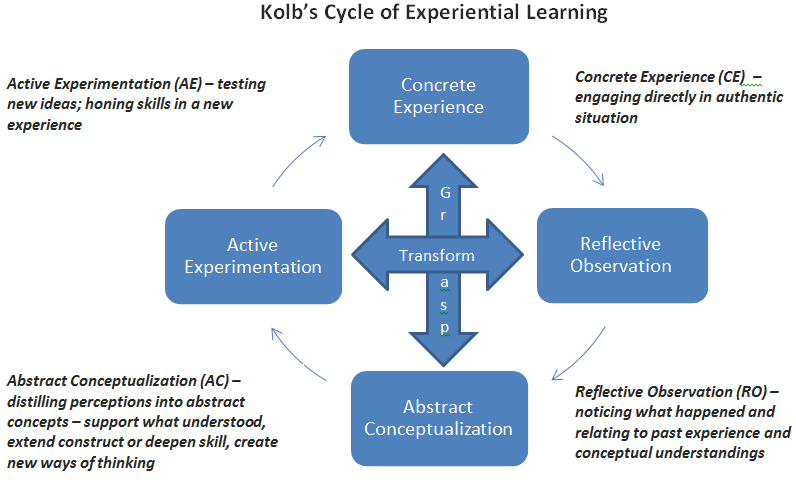 Kolb's Cycle of Experiential Learning
Active Experimentation (AE) – testing
new ideas; honing skills in a new
experience
Concrete
Experience
Concrete Experience (CE) –
engaging directly in authentic
situation
G
r
Active
Experimentation
Transform
Reflective
Observation
a
s
p
Abstract Conceptualization (AC) –
distilling perceptions into abstract
concepts – support what understood,
extend construct or deepen skill, create
new ways of thinking
Abstract
Conceptualization
Reflective Observation (RO) –
noticing what happened and
relating to past experience and
conceptual understandings